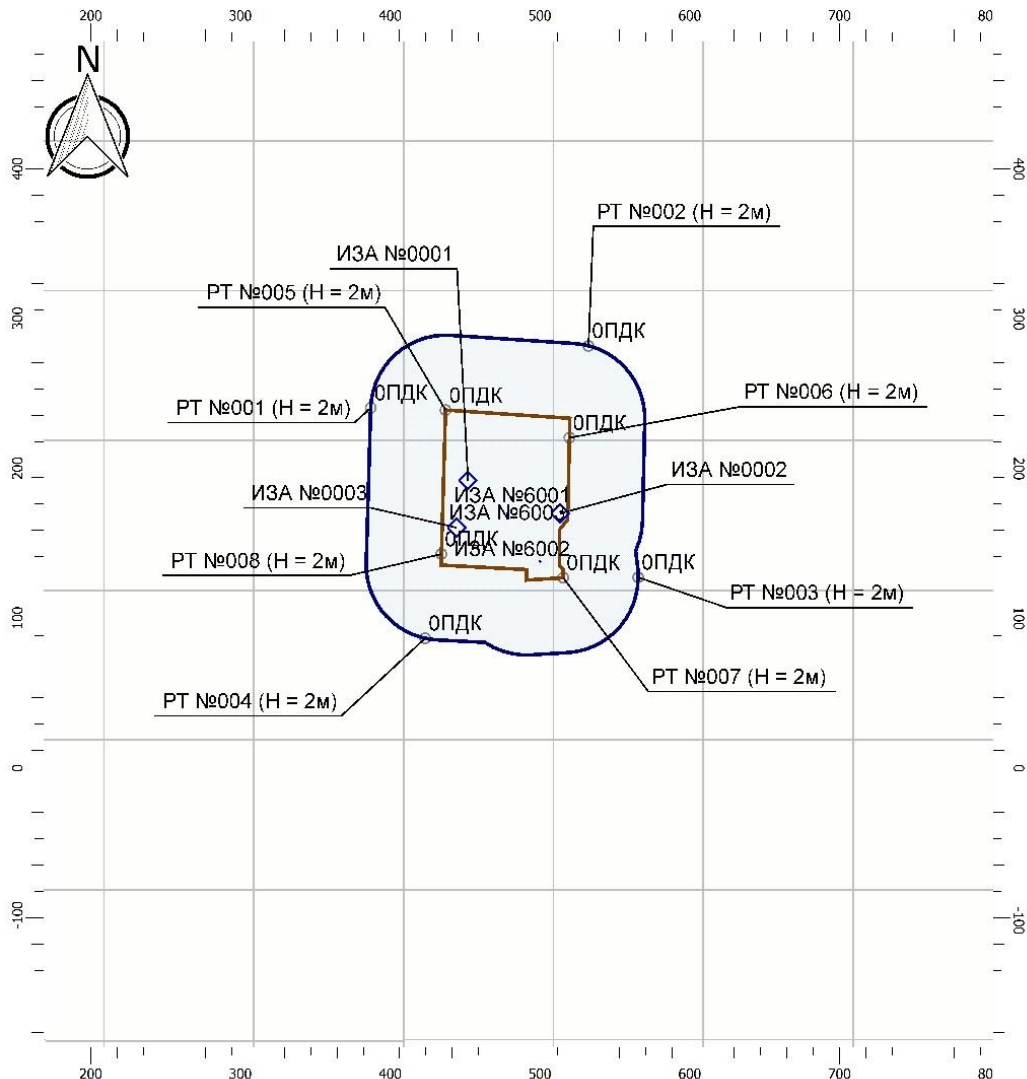 200 300 400 500 600 700 80
N
400
400
РТ №002 (H = 2м)
ИЗА №0001
РТ №005 (H = 2м)
300
300
0ПДК
РТ №006 (H = 2м)
0ПДК
0ПДК
РТ №001 (H = 2м)
0ПДК
200
200
ИЗА №0002
ИЗА №0003
ИЗА №6001
ИЗА №6003
0ПДК
ИЗА №6002
РТ №008 (H = 2м)
0ПДК
0ПДК
РТ №003 (H = 2м)
100
100
0ПДК
РТ №007 (H = 2м)
РТ №004 (H = 2м)
0
0
-100
-100
200 300 400 500 600 700 80